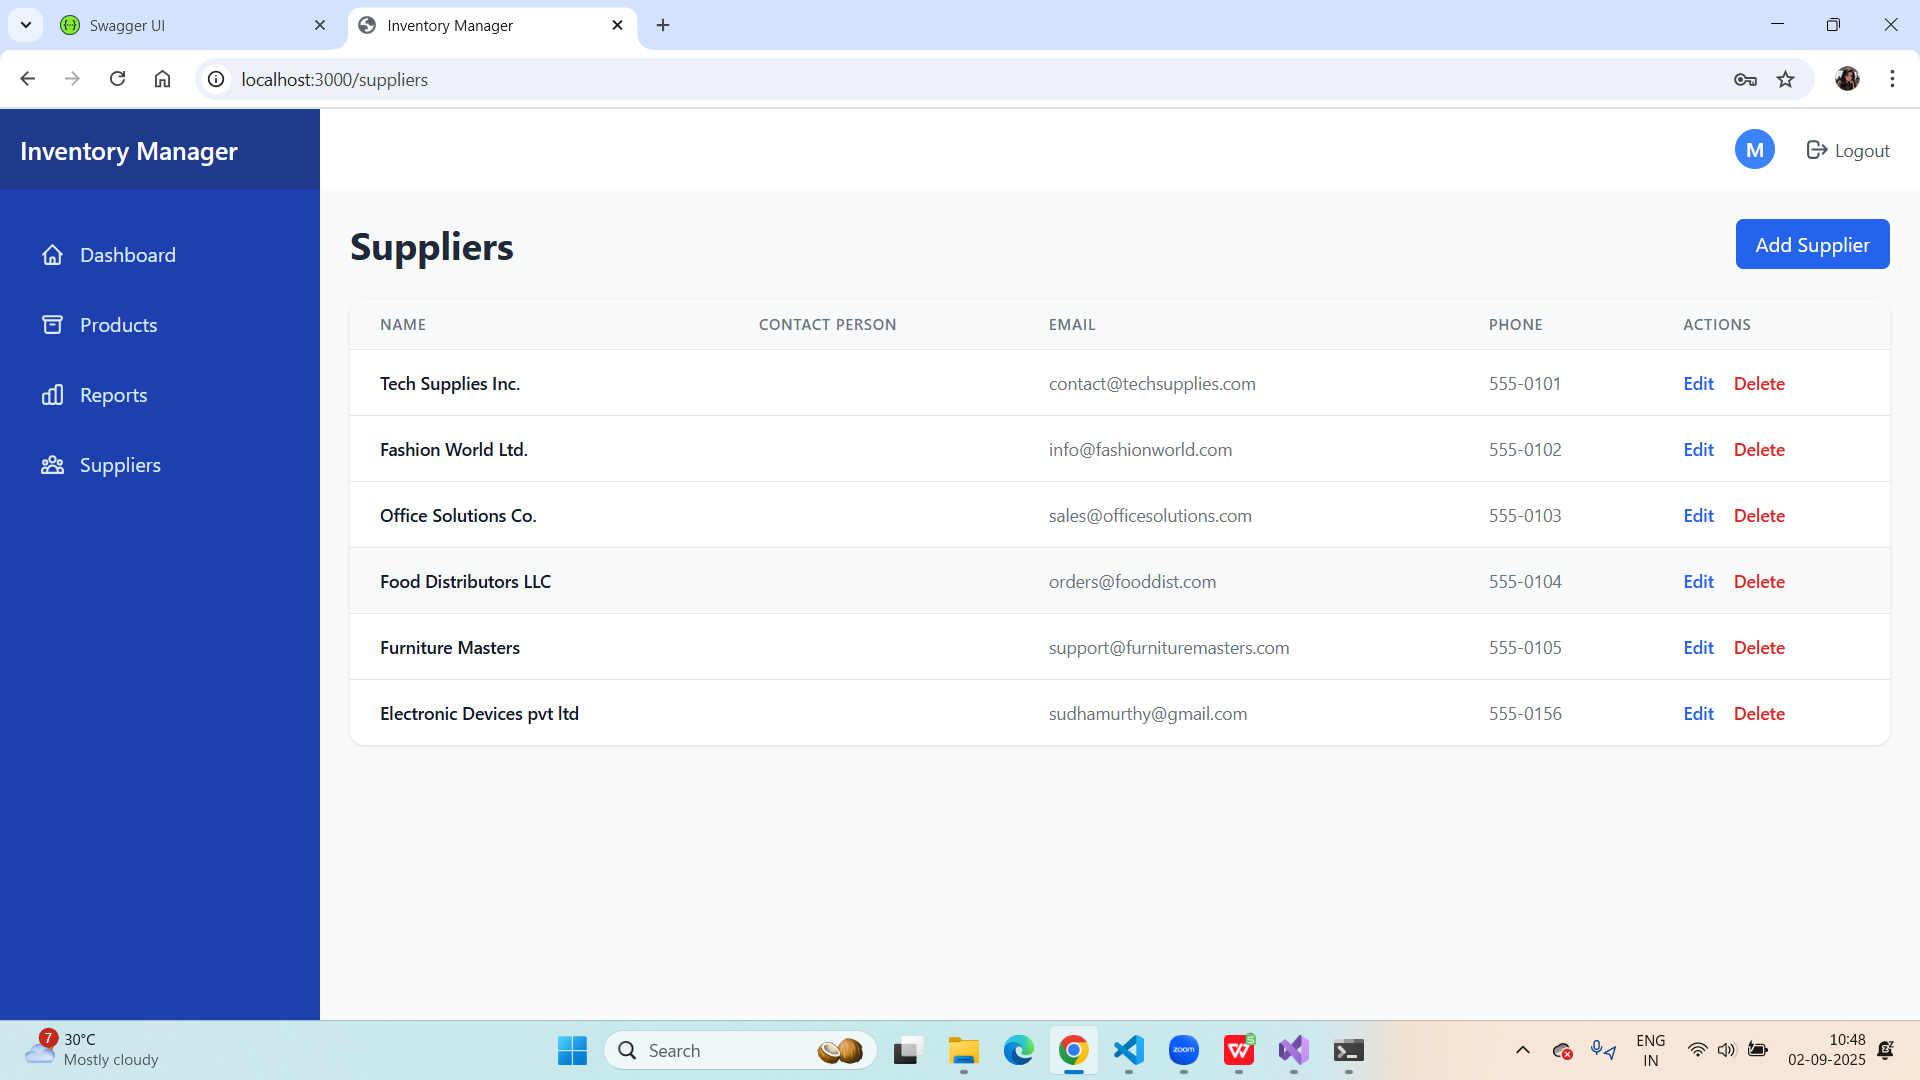 Swagger UI
Inventory Manager
localhost:3000/suppliers
Inventory Manager
M
Logout
Dashboard
Products
Reports
Suppliers
Suppliers
Add Supplier
NAME CONTACT PERSON EMAIL PHONE ACTIONS
Tech Supplies Inc. contact@techsupplies.com 555-0101 Edit Delete
Fashion World Ltd. info@fashionworld.com 555-0102 Edit Delete
Office Solutions Co. sales@officesolutions.com 555-0103 Edit Delete
Food Distributors LLC orders@fooddist.com 555-0104 Edit Delete
Furniture Masters support@furnituremasters.com 555-0105 Edit Delete
Electronic Devices pvt ltd sudhamurthy@gmail.com 555-0156 Edit Delete
7
30°C
Mostly cloudy
Search
zoom
W
S
ENG
IN
10:48
02-09-2025